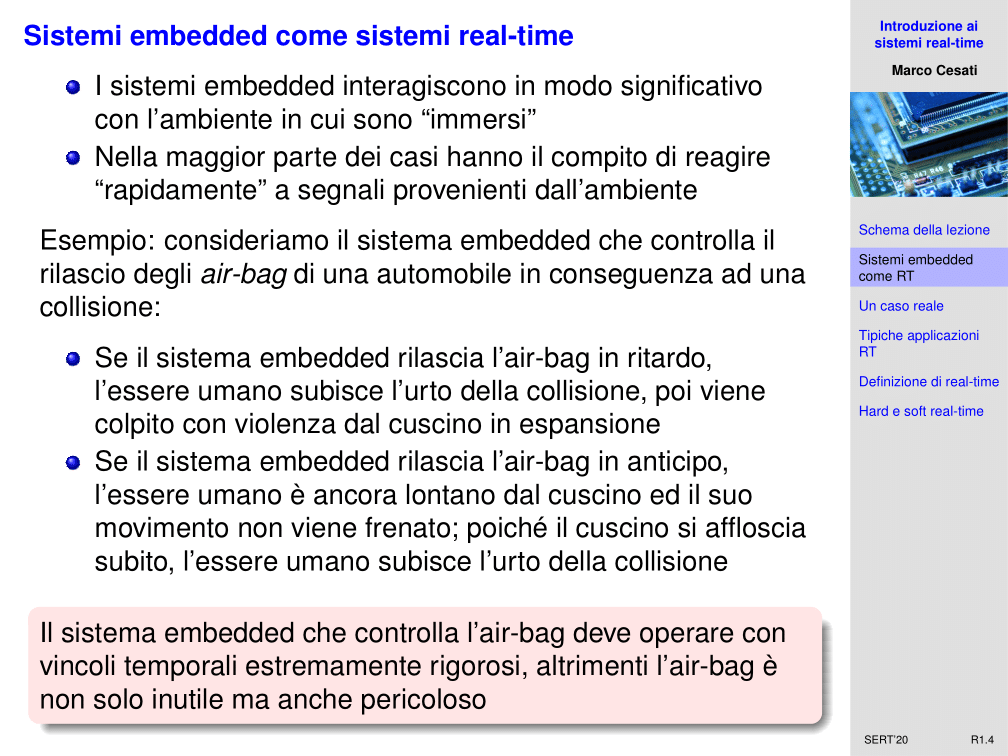 Sistemi embedded come sistemi real-time
I sistemi embedded interagiscono in modo significativo
con l'ambiente in cui sono “immersi”
Nella maggior parte dei casi hanno il compito di reagire
“rapidamente” a segnali provenienti dall'ambiente
Esempio: consideriamo il sistema embedded che controlla il
rilascio degli air-bag di una automobile in conseguenza ad una
collisione:
Se il sistema embedded rilascia l'air-bag in ritardo,
l'essere umano subisce l'urto della collisione, poi viene
colpito con violenza dal cuscino in espansione
Se il sistema embedded rilascia l'air-bag in anticipo,
l'essere umano è ancora lontano dal cuscino ed il suo
movimento non viene frenato; poiché il cuscino si affloscia
subito, l'essere umano subisce l'urto della collisione
Il sistema embedded che controlla l'air-bag deve operare con
vincoli temporali estremamente rigorosi, altrimenti l'air-bag è
non solo inutile ma anche pericoloso
Introduzione ai
sistemi real-time
Marco Cesati
R47 R46
Schema della lezione
Sistemi embedded
come RT
Un caso reale
Tipiche applicazioni
RT
Definizione di real-time
Hard e soft real-time
SERT'20 R1.4